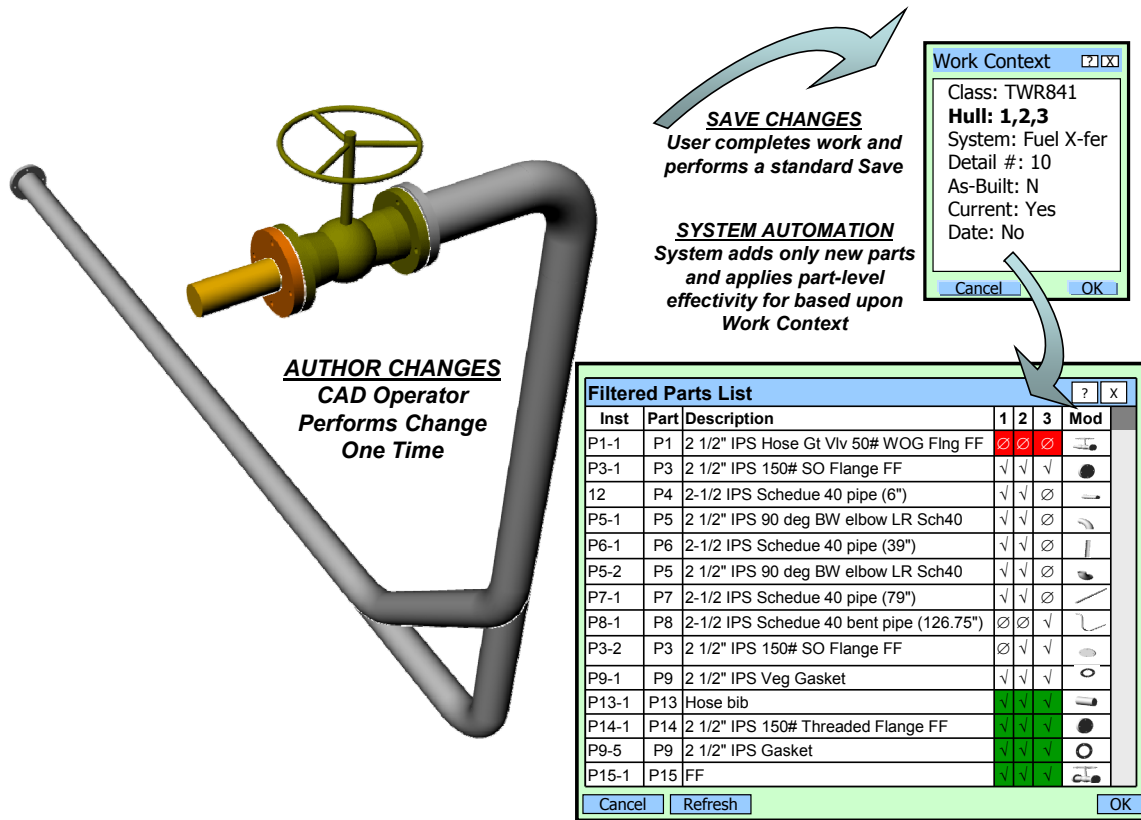 SAVE CHANGES
User completes work and
performs a standard Save
SYSTEM AUTOMATION
System adds only new parts
and applies part-level
effectivity for based upon
Work Context
AUTHOR CHANGES
CAD Operator
Performs Change
One Time
Work Context ? X
Class: TWR841
Hull: 1,2,3
System: Fuel X-fer
Detail #: 10
As-Built: N
Current: Yes
Date: No
Cancel OK
Filtered Parts List ? X
Inst Part Description 1 2 3 Mod
P1-1 P1 2 1/2" IPS Hose Gt Vlv 50# WOG Flng FF ∅ ∅ ∅
P3-1 P3 2 1/2" IPS 150# SO Flange FF √ √ √
12 P4 2-1/2 IPS Schedue 40 pipe (6") √ √ ∅
P5-1 P5 2 1/2" IPS 90 deg BW elbow LR Sch40 √ √ ∅
P6-1 P6 2-1/2 IPS Schedue 40 pipe (39") √ √ ∅
P5-2 P5 2 1/2" IPS 90 deg BW elbow LR Sch40 √ √ ∅
P7-1 P7 2-1/2 IPS Schedue 40 pipe (79") √ √ ∅
P8-1 P8 2-1/2 IPS Schedue 40 bent pipe (126.75") ∅ ∅ √
P3-2 P3 2 1/2" IPS 150# SO Flange FF ∅ √ √
P9-1 P9 2 1/2" IPS Veg Gasket √ √ √
P13-1 P13 Hose bib √ √ √
P14-1 P14 2 1/2" IPS 150# Threaded Flange FF √ √ √
P9-5 P9 2 1/2" IPS Gasket √ √ √
P15-1 P15 FF √ √ √
Cancel Refresh OK